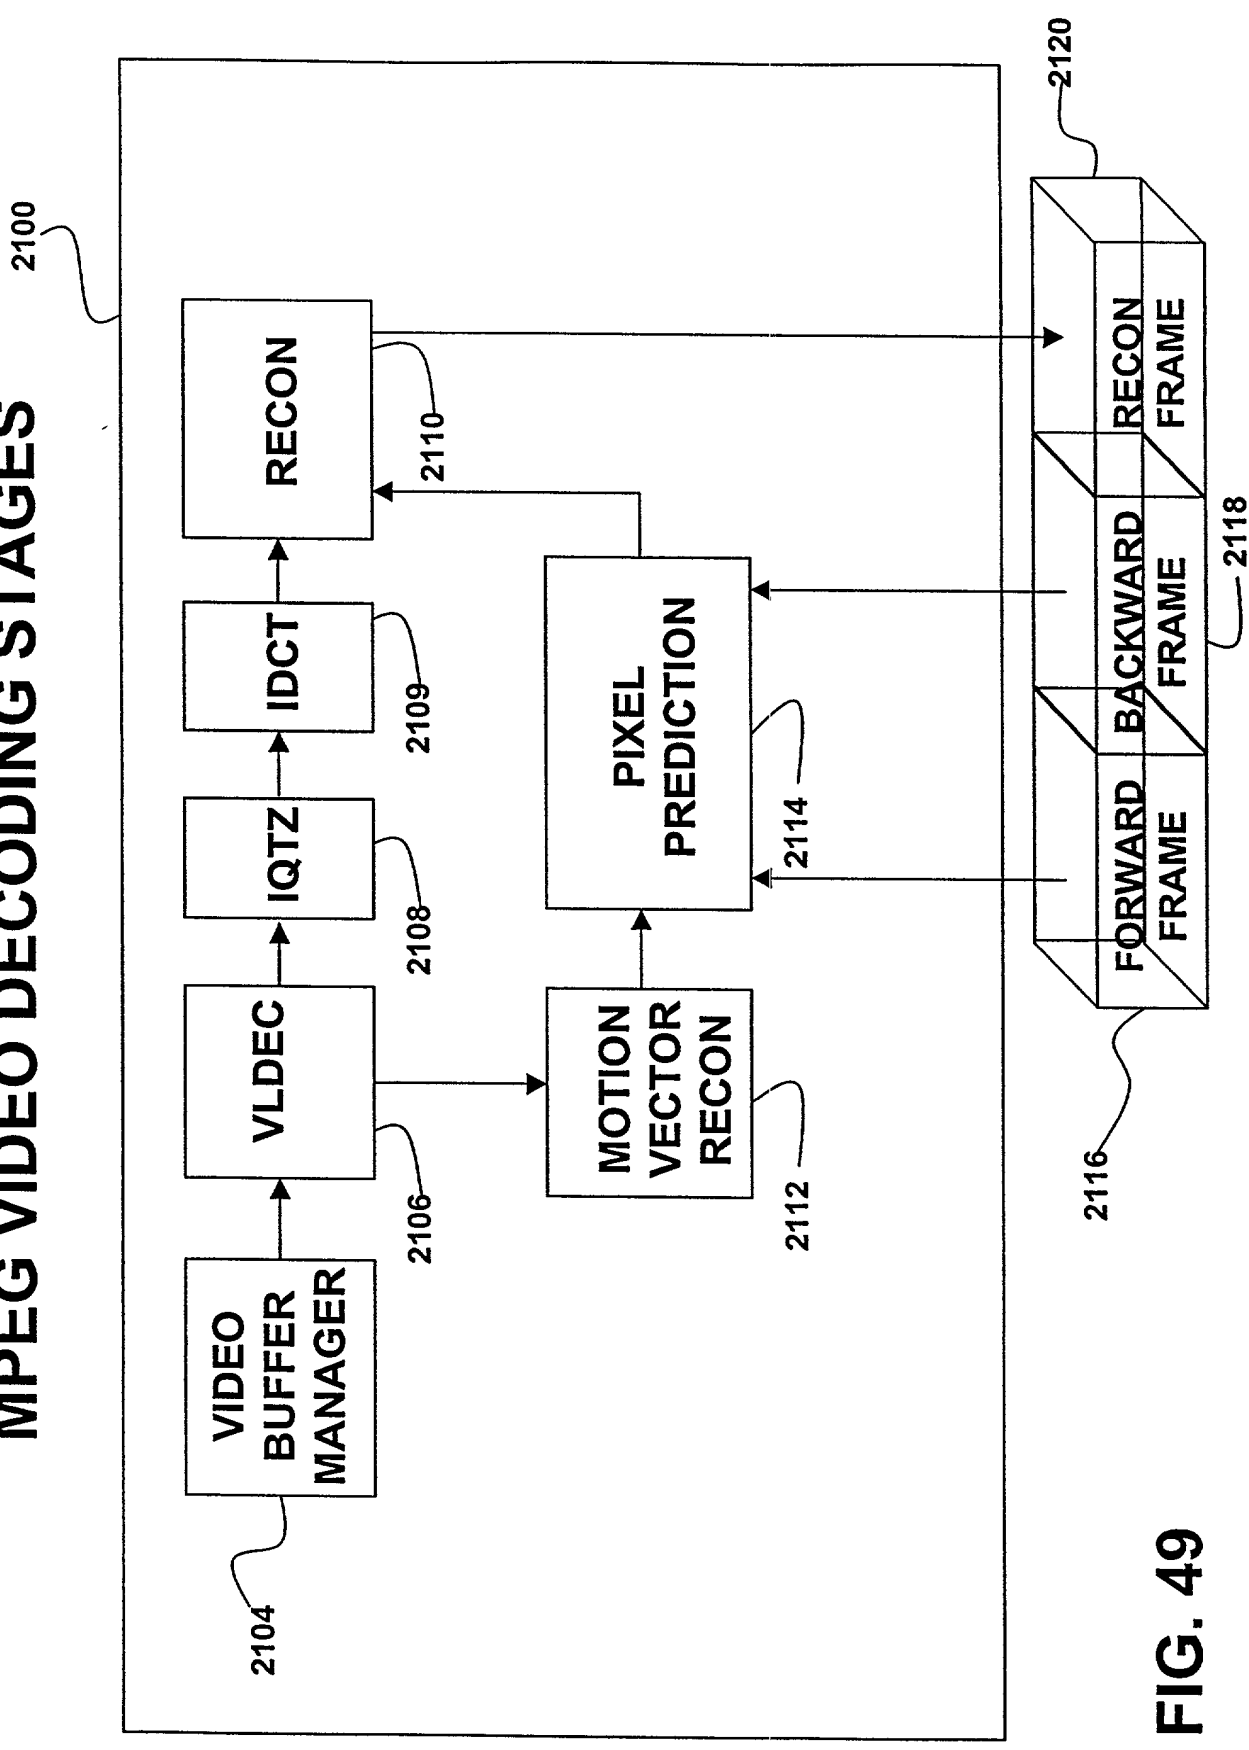 MPEG VIDEO DECODING STAGES
2100
VIDEO
BUFFER
MANAGER
2104
VLDEC
2106
IQTZ
2108
IDCT
2109
RECON
2110
MOTION
VECTOR
RECON
2112
PIXEL
PREDICTION
2114
FORWARD
FRAME
2116
BACKWARD
FRAME
2118
RECON
FRAME
2120
FIG. 49